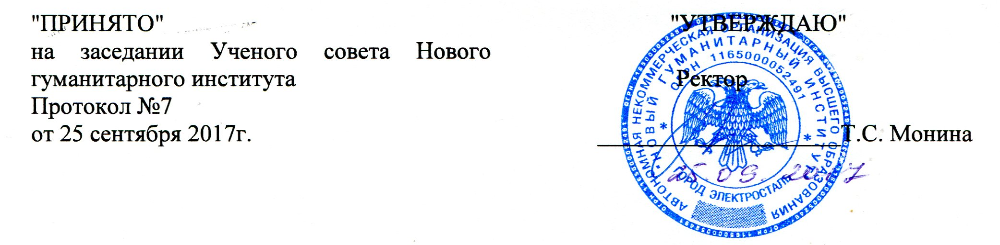 "ПРИНЯТО"
на заседании Ученого совета Нового
гуманитарного института
Протокол №7
от 25 сентября 2017г.
"УТВЕРЖДАЮ"
Ректор
Т.С. Монина
25.09.2017
АВТОНОМНАЯ НЕКОММЕРЧЕСКАЯ ОРГАНИЗАЦИЯ ВЫСШЕГО ОБРАЗОВАНИЯ
* НОВЫЙ ГУМАНИТАРНЫЙ ИНСТИТУТ *
ОГРН 1165000052491
ГОРОД ЭЛЕКТРОСТАЛЬ